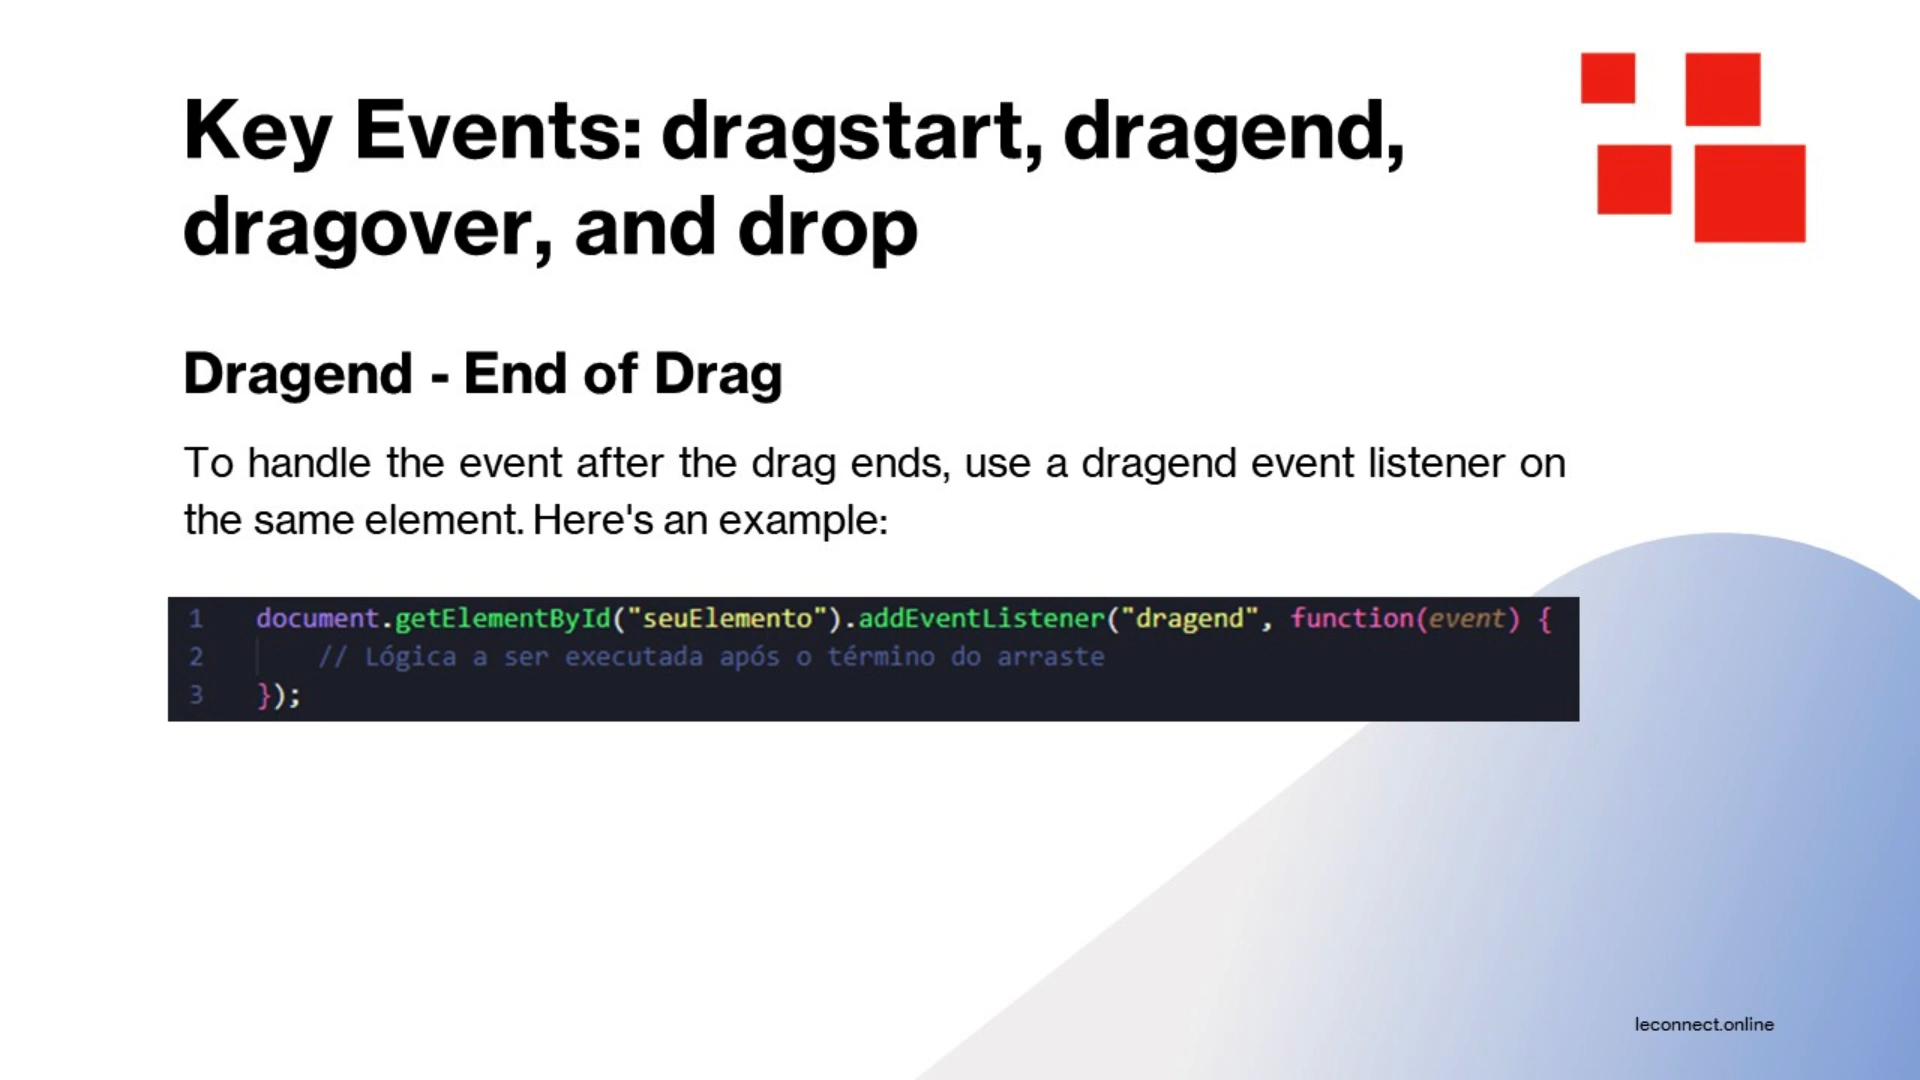 Key Events: dragstart, dragend,
dragover, and drop
Dragend - End of Drag
To handle the event after the drag ends, use a dragend event listener on
the same element. Here's an example:
1 document.getElementById("seuElemento").addEventListener("dragend", function(event) {
2 // Lógica a ser executada após o término do arraste
3 });
leconnect.online